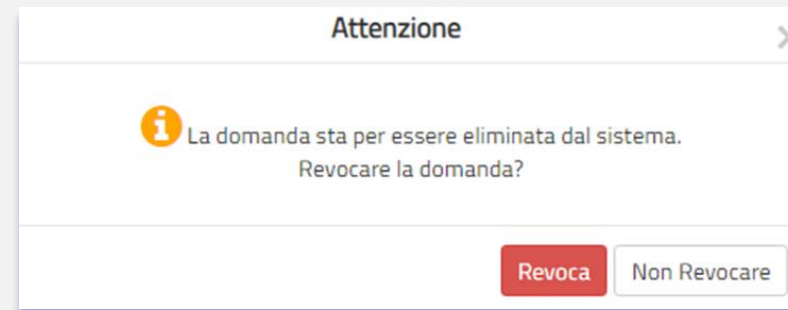 Attenzione
La domanda sta per essere eliminata dal sistema.
Revocare la domanda?
Revoca
Non Revocare